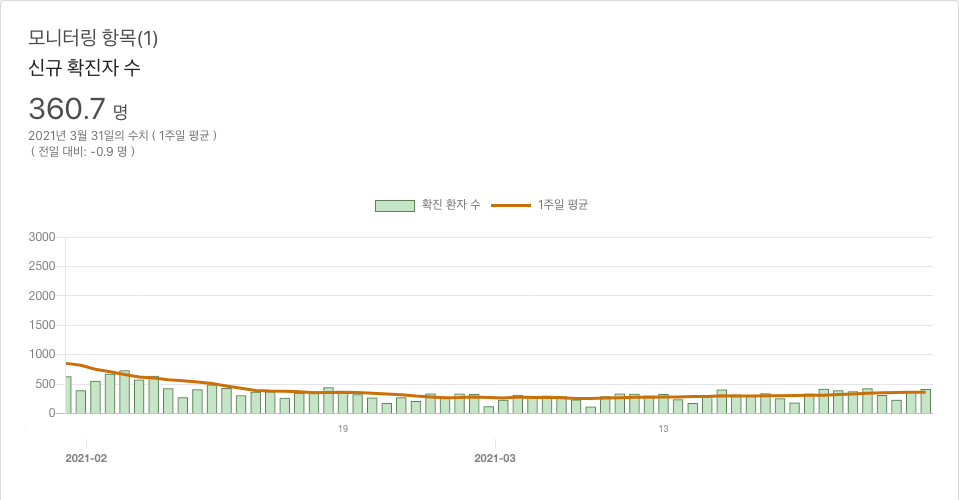 모니터링 항목(1)
신규 확진자 수
360.7 명
2021년 3월 31일의 수치 ( 1주일 평균 )
( 전일 대비: -0.9 명 )
확진 환자 수 1주일 평균
3000
2500
2000
1500
1000
500
0
19 13
2021-02 2021-03